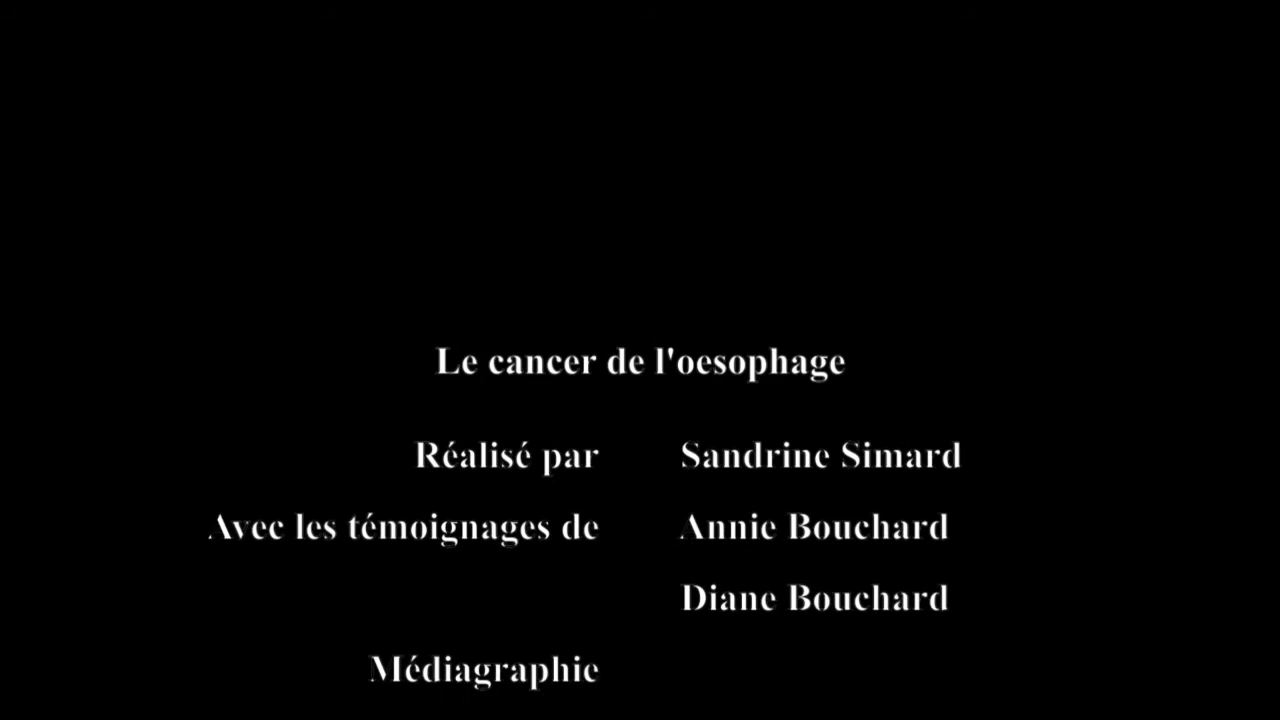 Le cancer de l'oesophage
Réalisé par Sandrine Simard
Avec les témoignages de Annie Bouchard
Diane Bouchard
Médiagraphie